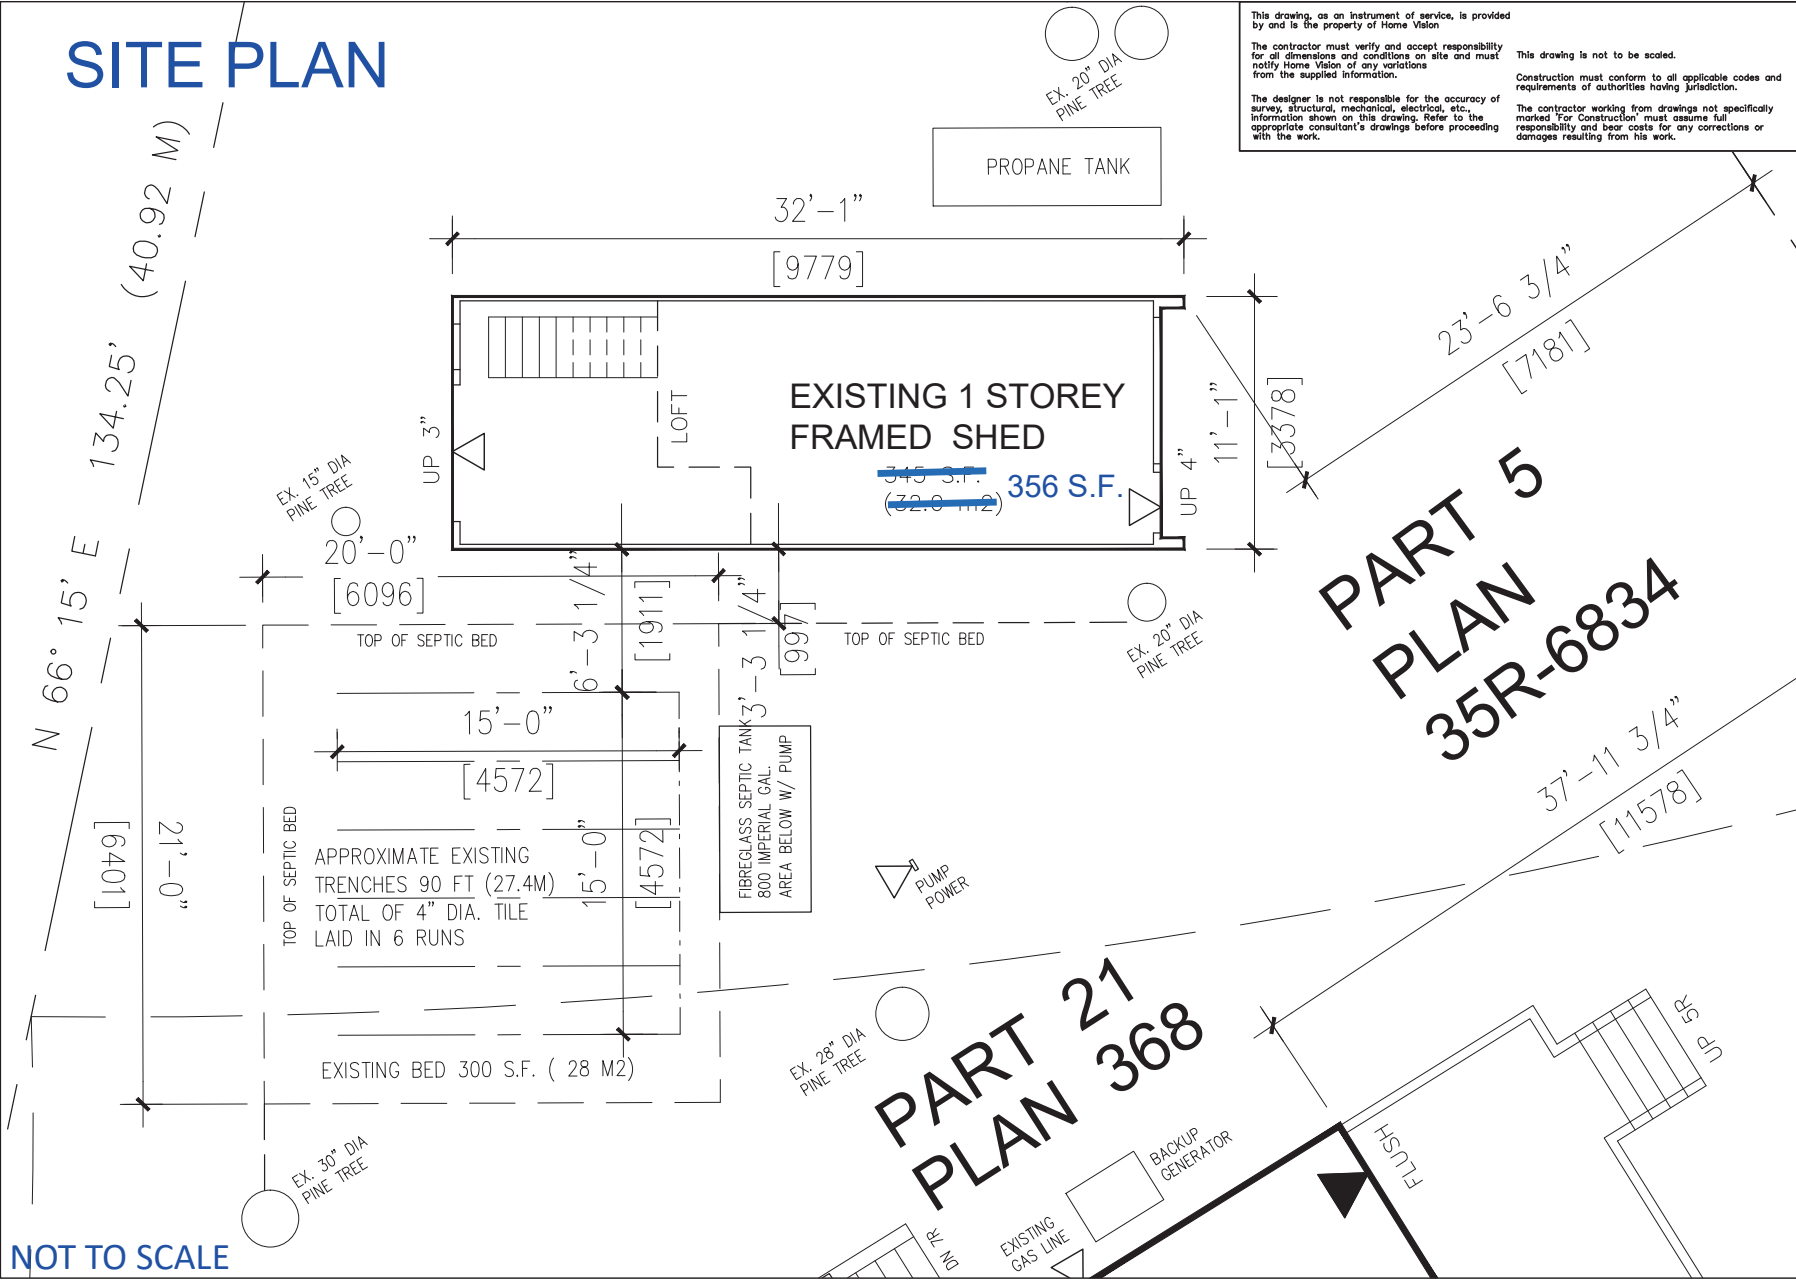 SITE PLAN
This drawing, as an instrument of service, is provided
by and is the property of Home Vision
The contractor must verify and accept responsibility
for all dimensions and conditions on site and must
notify Home Vision of any variations
from the supplied information.
The designer is not responsible for the accuracy of
survey, structural, mechanical, electrical, etc.,
information shown on this drawing. Refer to the
appropriate consultant's drawings before proceeding
with the work.
This drawing is not to be scaled.
Construction must conform to all applicable codes and
requirements of authorities having jurisdiction.
The contractor working from drawings not specifically
marked 'For Construction' must assume full
responsibility and bear costs for any corrections or
damages resulting from his work.
EX. 20" DIA
PINE TREE
PROPANE TANK
32'-1"
[9779]
N 66° 15' E 134.25' (40.92 M)
23'-6 3/4"
[7181]
LOFT
EXISTING 1 STOREY
FRAMED SHED
345 S.F.
(32.0 m2)
356 S.F.
UP 3"
UP 4"
11'-1"
[3378]
EX. 15" DIA
PINE TREE
20'-0"
[6096]
6'-3 1/4"
[1911]
3'-3 1/4"
[997]
TOP OF SEPTIC BED
TOP OF SEPTIC BED
EX. 20" DIA
PINE TREE
PART 5
PLAN
35R-6834
15'-0"
[4572]
37'-11 3/4"
[11578]
21'-0"
[6401]
TOP OF SEPTIC BED
APPROXIMATE EXISTING
TRENCHES 90 FT (27.4M)
TOTAL OF 4" DIA. TILE
LAID IN 6 RUNS
15'-0"
[4572]
FIBREGLASS SEPTIC TANK
800 IMPERIAL GAL.
AREA BELOW W/ PUMP
PUMP
POWER
EXISTING BED 300 S.F. ( 28 M2)
EX. 28" DIA
PINE TREE
PART 21
PLAN 368
UP 5R
EX. 30" DIA
PINE TREE
BACKUP
GENERATOR
FLUSH
EXISTING
GAS LINE
DN 7R
NOT TO SCALE